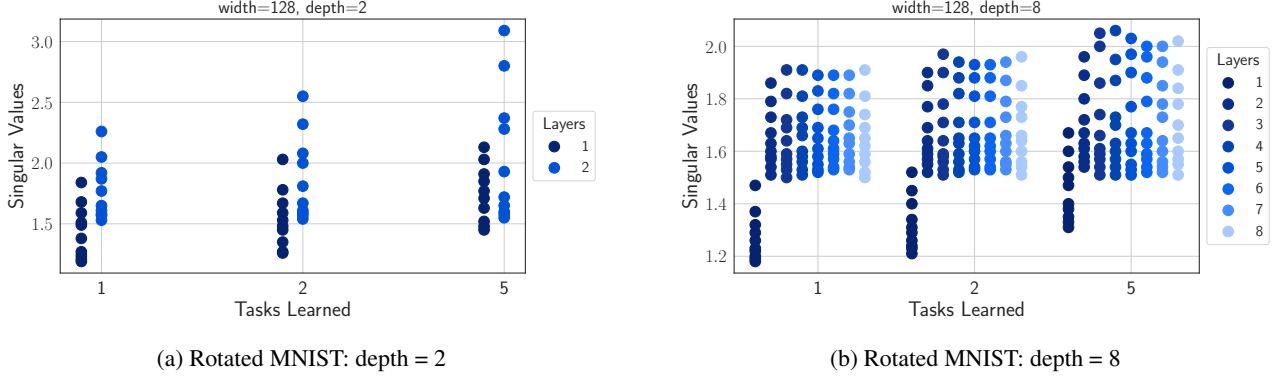 width=128, depth=2
3.0
2.5
2.0
1.5
Singular Values
1
2
5
Tasks Learned
Layers
1
2
(a) Rotated MNIST: depth = 2
width=128, depth=8
2.0
1.8
1.6
1.4
1.2
Singular Values
1
2
5
Tasks Learned
Layers
1
2
3
4
5
6
7
8
(b) Rotated MNIST: depth = 8